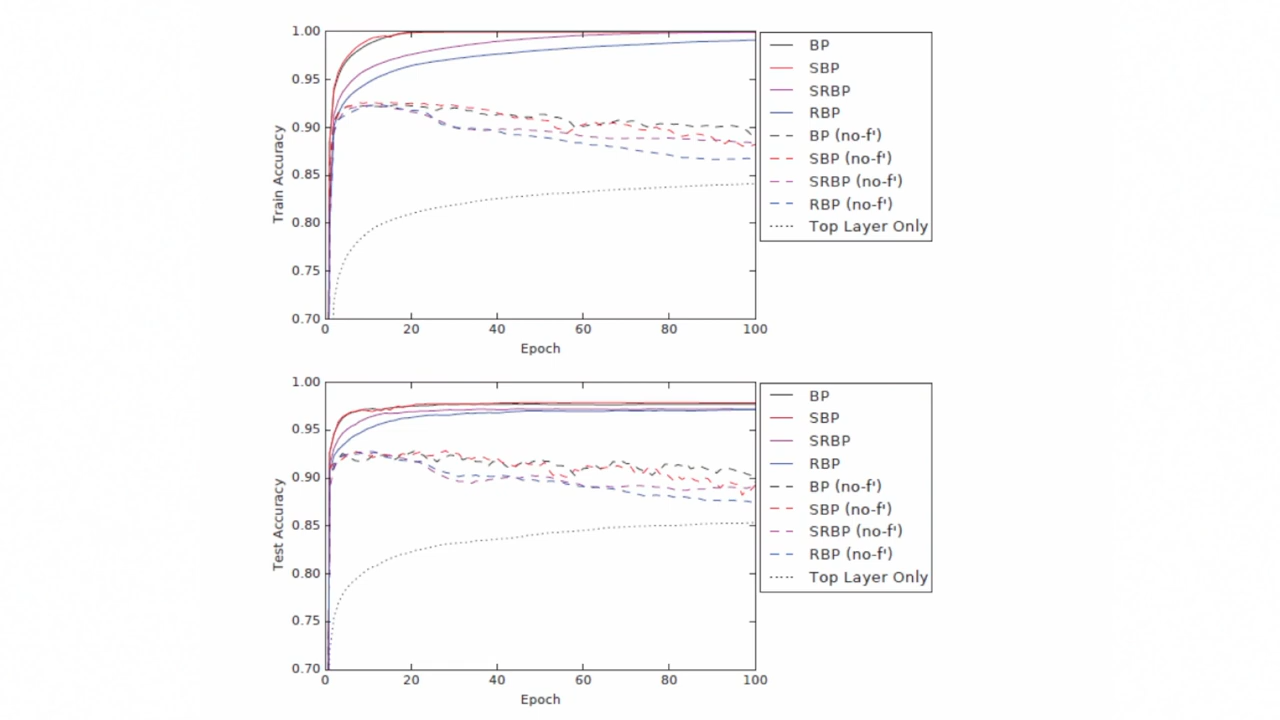 1.00
0.95
0.90
0.85
0.80
0.75
0.70
Train Accuracy
0 20 40 60 80 100
Epoch
BP
SBP
SRBP
RBP
BP (no-f')
SBP (no-f')
SRBP (no-f')
RBP (no-f')
Top Layer Only
1.00
0.95
0.90
0.85
0.80
0.75
0.70
Test Accuracy
0 20 40 60 80 100
Epoch
BP
SBP
SRBP
RBP
BP (no-f')
SBP (no-f')
SRBP (no-f')
RBP (no-f')
Top Layer Only